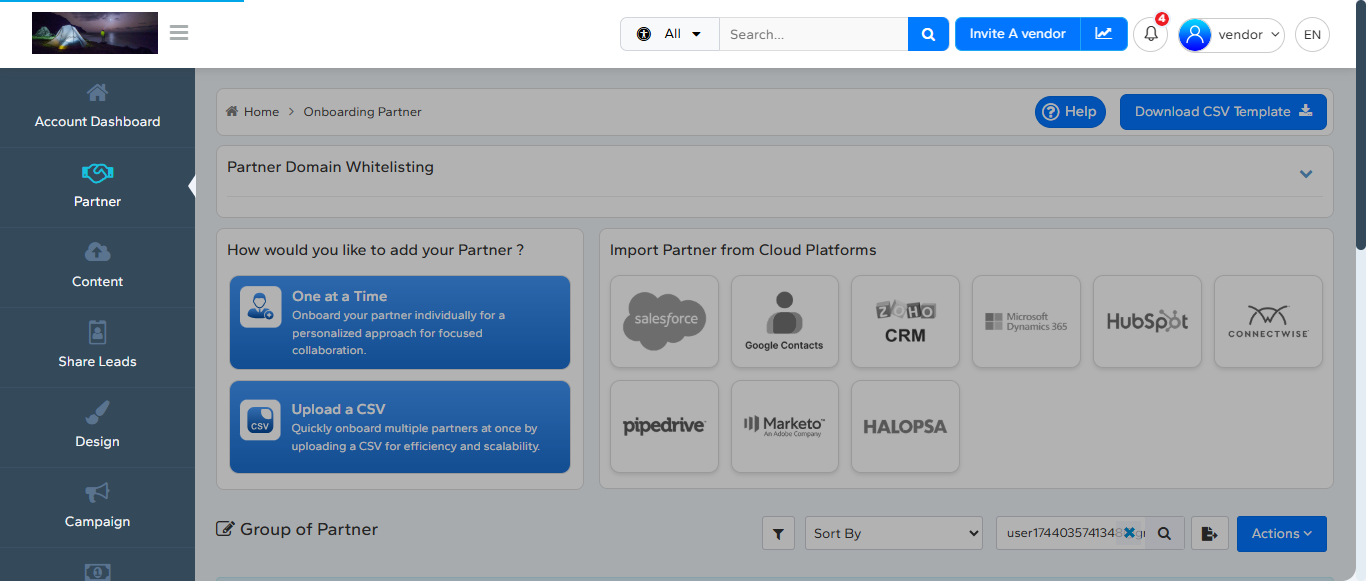 All
Search...
Invite A vendor
4
vendor
EN
Account Dashboard
Partner
Content
Share Leads
Design
Campaign
Home
Onboarding Partner
Help
Download CSV Template
Partner Domain Whitelisting
How would you like to add your Partner ?
One at a Time
Onboard your partner individually for a
personalized approach for focused
collaboration.
CSV
Upload a CSV
Quickly onboard multiple partners at once by
uploading a CSV for efficiency and scalability.
Import Partner from Cloud Platforms
salesforce
Google Contacts
ZOHO
CRM
Microsoft
Dynamics 365
HubSpot
CONNECTWISE
pipedrive
Marketo™
An Adobe Company
HALOPSA
Group of Partner
Sort By
Actions